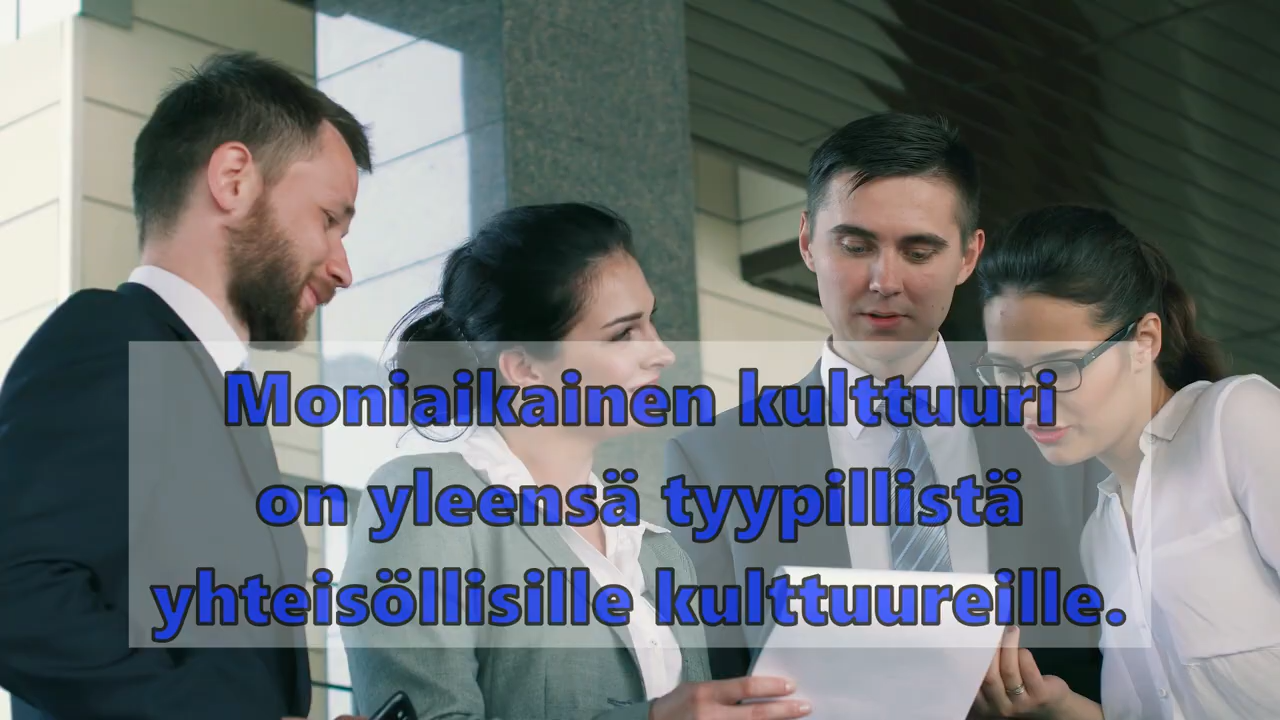 Moniaikainen kulttuuri
on yleensä tyypillistä
yhteisöllisille kulttuureille.